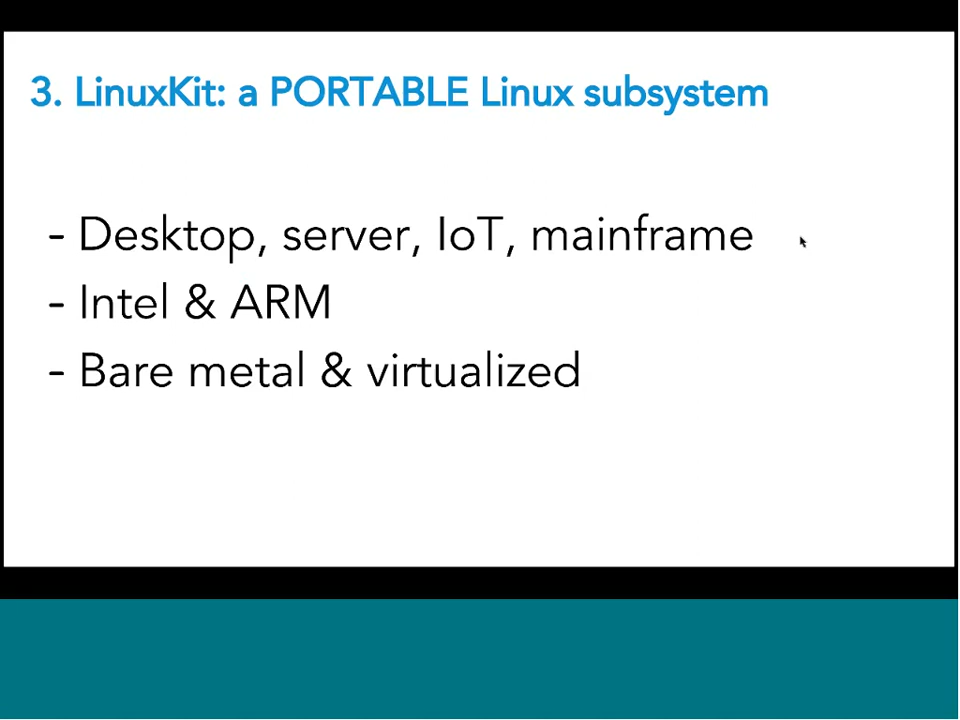 3. LinuxKit: a PORTABLE Linux subsystem
- Desktop, server, IoT, mainframe
- Intel & ARM
- Bare metal & virtualized